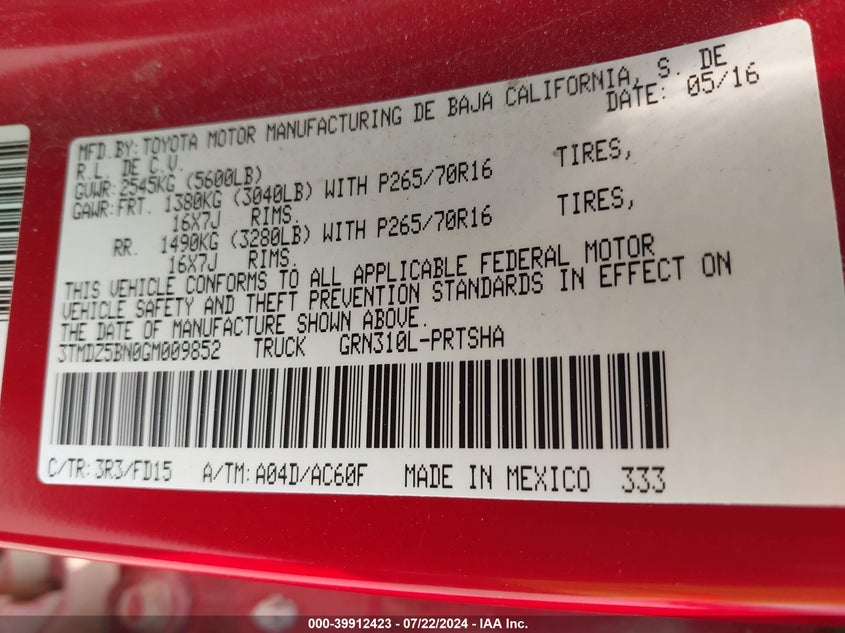 MFD.BY: TOYOTA MOTOR MANUFACTURING DE BAJA CALIFORNIA, S. DE
R.L. DE C.V. DATE: 05/16
GVWR: 2545KG (5600LB)
GAWR: FRT. 1380KG (3040LB) WITH P265/70R16 TIRES,
16X7J RIMS.
RR. 1490KG (3280LB) WITH P265/70R16 TIRES,
16X7J RIMS.
THIS VEHICLE CONFORMS TO ALL APPLICABLE FEDERAL MOTOR
VEHICLE SAFETY AND THEFT PREVENTION STANDARDS IN EFFECT ON
THE DATE OF MANUFACTURE SHOWN ABOVE.
3TMDZ5BN0GM009852 TRUCK GRN310L-PRTSHA
C/TR: 3R3/FD15 A/TM: A04D/AC60F MADE IN MEXICO 333
000-39912423 - 07/22/2024 - IAA Inc.